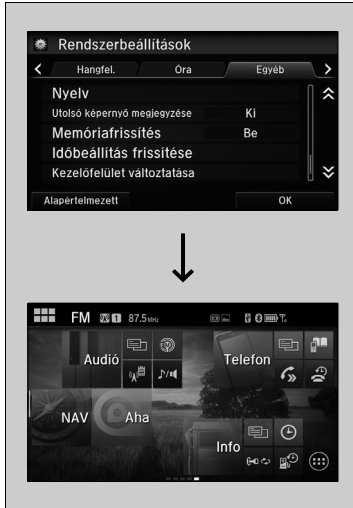 Rendszerbeállítások
Hangfel. Óra Egyéb
Nyelv
Utolsó képernyő megjegyzése Ki
Memóriafrissítés Be
Időbeállítás frissítése
Kezelőfelület változtatása
Alapértelmezett OK
FM 1 87.5MHz
Audió Telefon
NAV Aha
Info